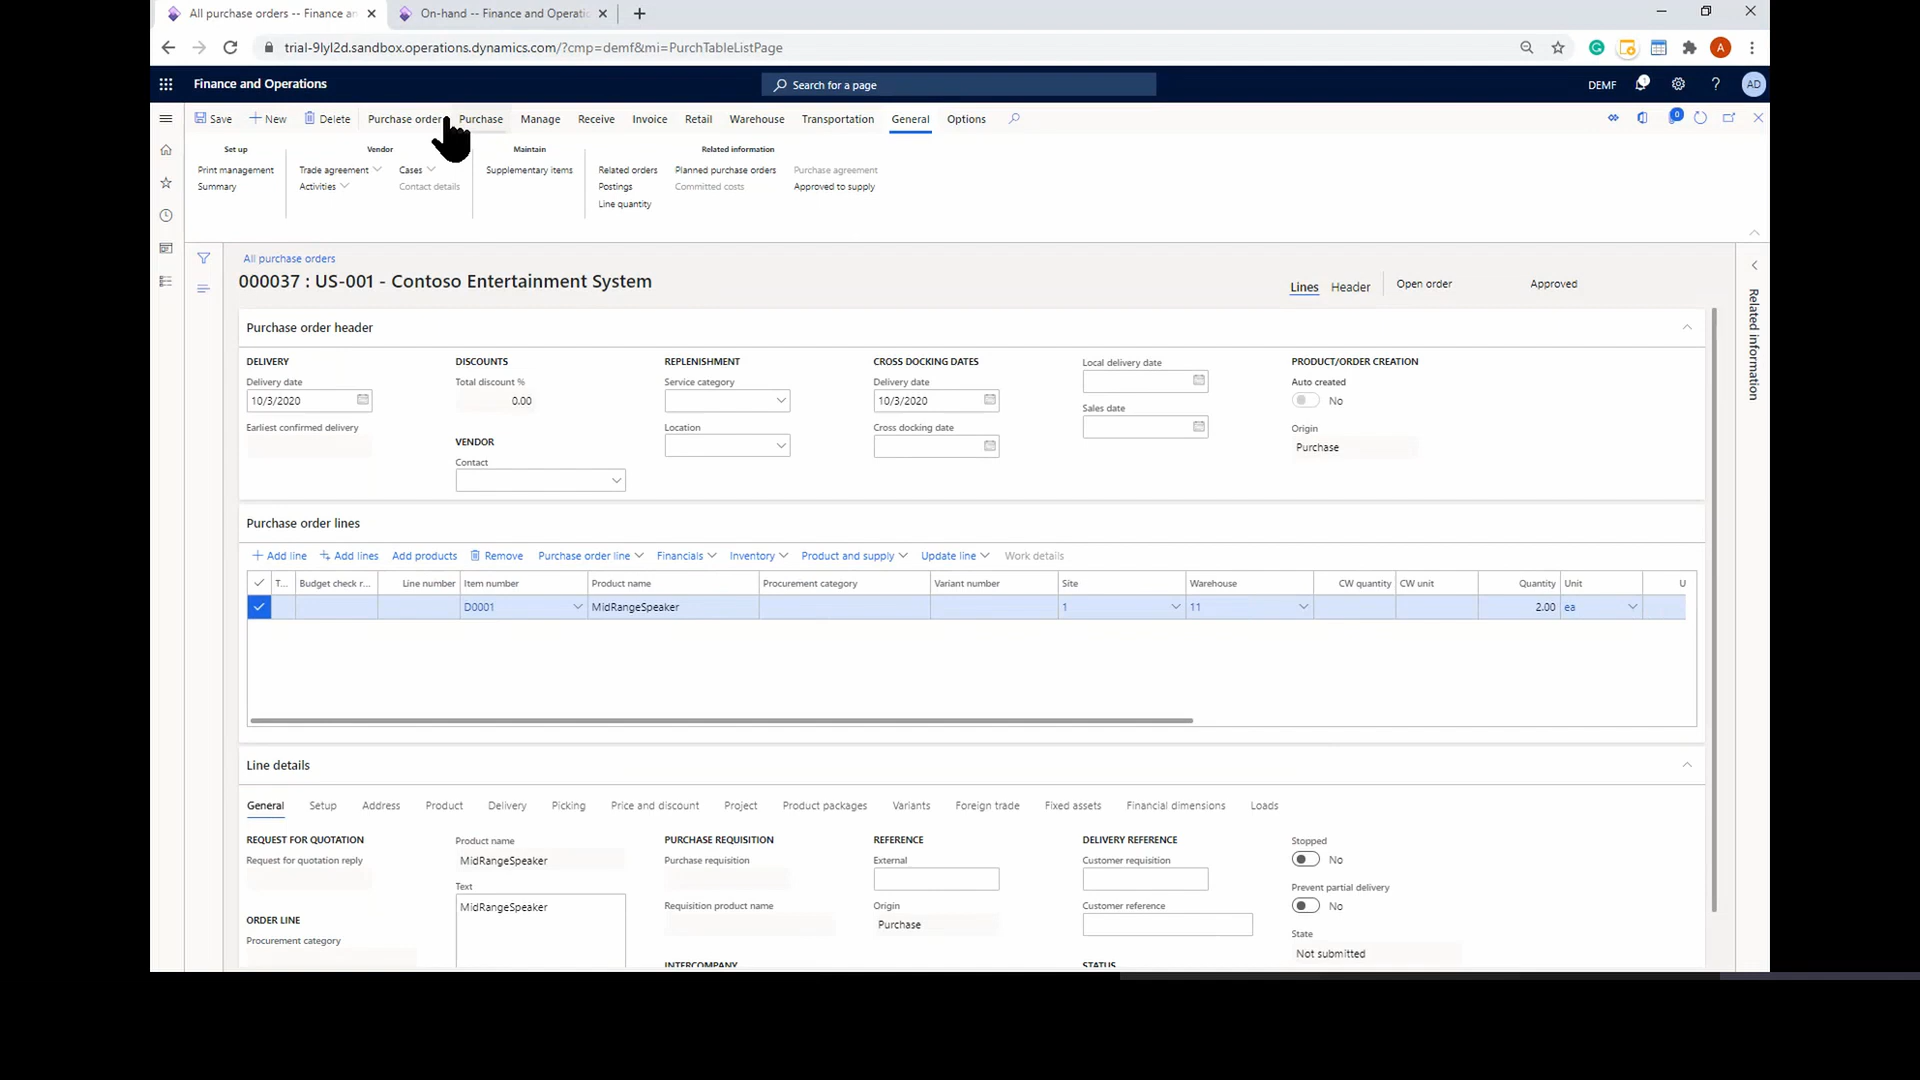 All purchase orders -- Finance an
On-hand -- Finance and Operati
trial-9lyl2d.sandbox.operations.dynamics.com/?cmp=demf&mi=PurchTableListPage
A
Finance and Operations
Search for a page
DEMF
1
?
AD
Save New Delete Purchase order Purchase Manage Receive Invoice Retail Warehouse Transportation General Options
0
Set up Vendor Maintain Related information
Print management Trade agreement Cases Supplementary items Related orders Planned purchase orders Purchase agreement
Summary Activities Contact details Postings Committed costs Approved to supply
Line quantity
All purchase orders
000037 : US-001 - Contoso Entertainment System
Lines Header Open order Approved
Related information
Purchase order header
DELIVERY DISCOUNTS REPLENISHMENT CROSS DOCKING DATES Local delivery date PRODUCT/ORDER CREATION
Delivery date Total discount % Service category Delivery date Auto created
10/3/2020 0.00 10/3/2020 No
Sales date
Earliest confirmed delivery Location Cross docking date Origin
VENDOR Purchase
Contact
Purchase order lines
Add line Add lines Add products Remove Purchase order line Financials Inventory Product and supply Update line Work details
T... Budget check r... Line number Item number Product name Procurement category Variant number Site Warehouse CW quantity CW unit Quantity Unit U
D0001 MidRangeSpeaker 1 11 2.00 ea
Line details
General Setup Address Product Delivery Picking Price and discount Project Product packages Variants Foreign trade Fixed assets Financial dimensions Loads
REQUEST FOR QUOTATION Product name PURCHASE REQUISITION REFERENCE DELIVERY REFERENCE Stopped
Request for quotation reply MidRangeSpeaker Purchase requisition External Customer requisition No
Text Prevent partial delivery
MidRangeSpeaker Requisition product name Origin Customer reference No
ORDER LINE Purchase
Procurement category State
Not submitted
INTERCOMPANY STATUS